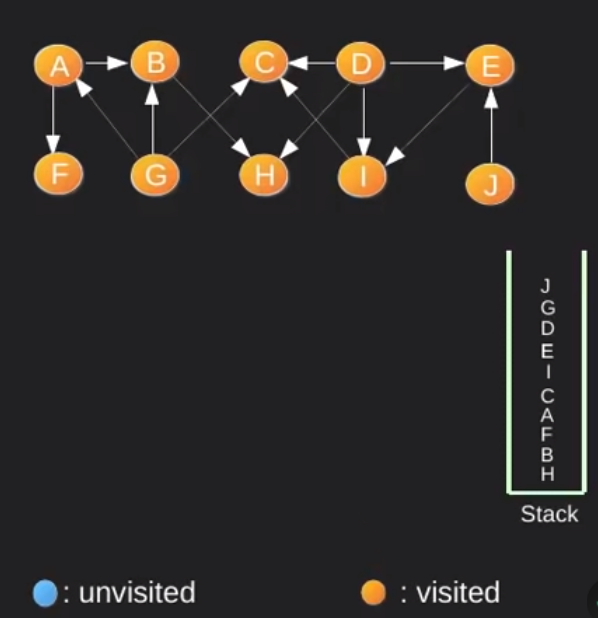 A B C D E
F G H I J
J
G
D
E
I
C
A
F
B
H
Stack
: unvisited
: visited